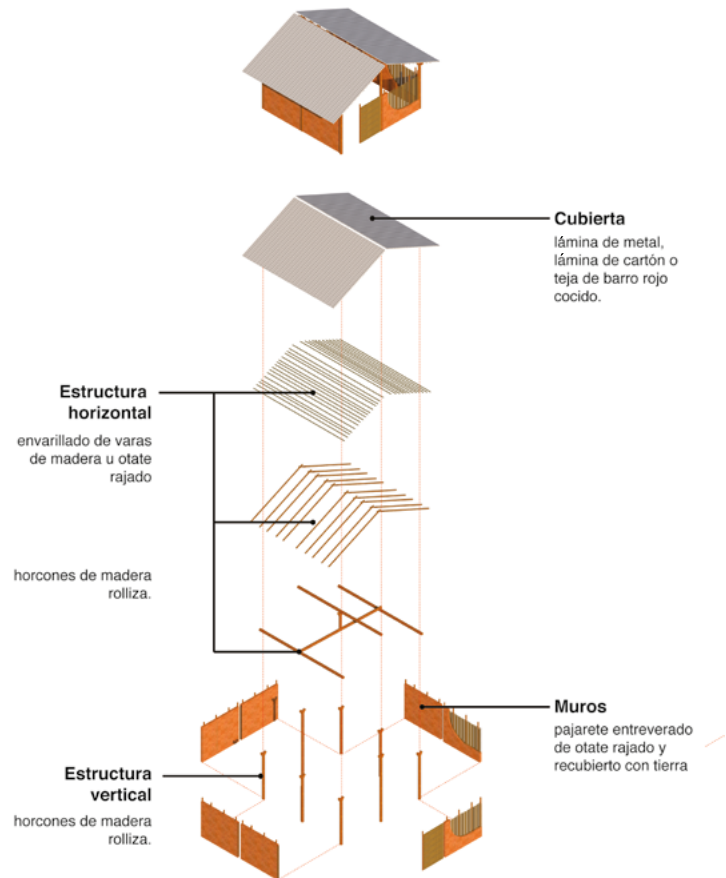 Cubierta
lámina de metal,
lámina de cartón o
teja de barro rojo
cocido.
Estructura
horizontal
envarillado de varas
de madera u otate
rajado
horcones de madera
rolliza.
Muros
pajarete entreverado
de otate rajado y
recubierto con tierra
Estructura
vertical
horcones de madera
rolliza.